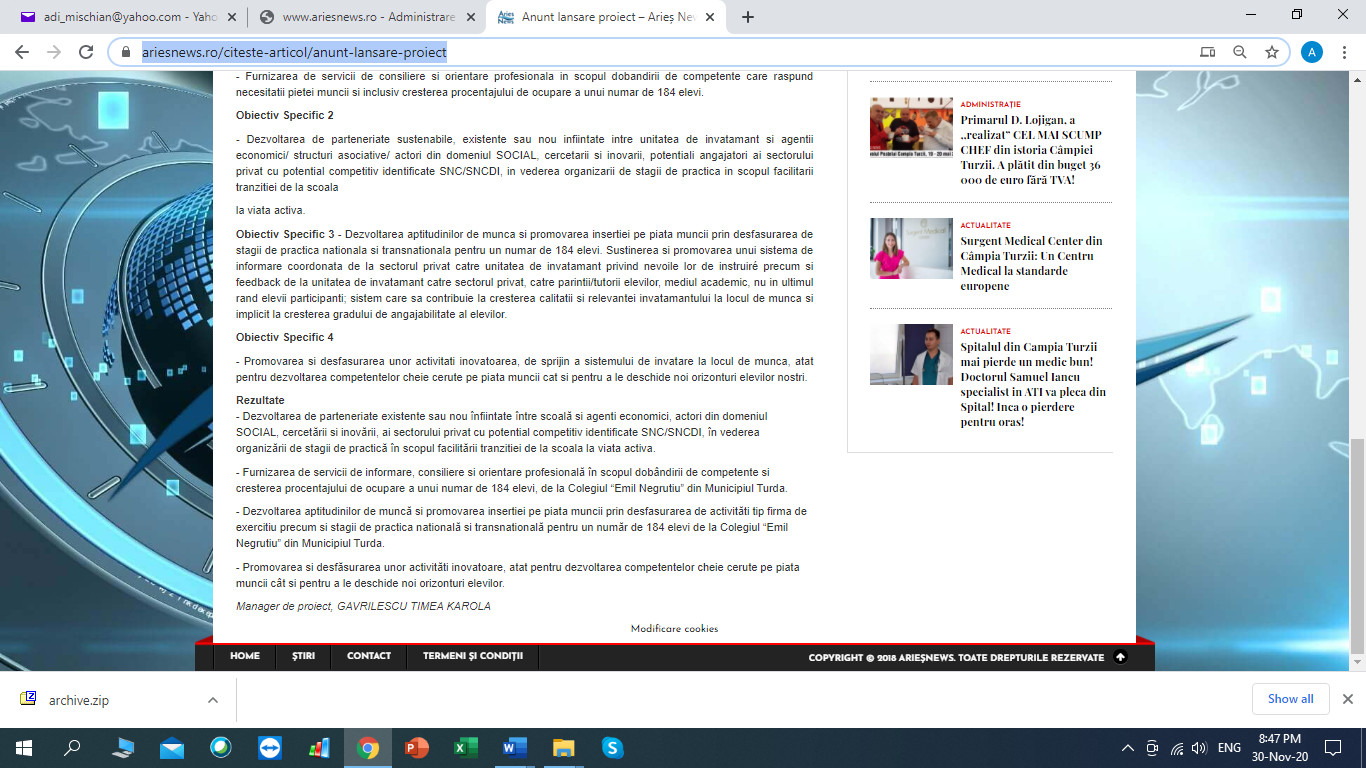 adi_mischian@yahoo.com - Yaho
www.ariesnews.ro - Administrare
Anunt lansare proiect – Arieș Nev
ariesnews.ro/citeste-articol/anunt-lansare-proiect
A
- Furnizarea de servicii de consiliere si orientare profesionala in scopul dobandirii de competente care raspund
necesitatii pietei muncii si inclusiv cresterea procentajului de ocupare a unui numar de 184 elevi.
Obiectiv Specific 2
- Dezvoltarea de parteneriate sustenabile, existente sau nou infiintate intre unitatea de invatamant si agentii
economici/ structuri asociative/ actori din domeniul SOCIAL, cercetarii si inovarii, potentiali angajatori ai sectorului
privat cu potential competitiv identificate SNC/SNCDI, in vederea organizarii de stagii de practica in scopul facilitarii
tranzitiei de la scoala
la viata activa.
Obiectiv Specific 3 - Dezvoltarea aptitudinilor de munca si promovarea insertiei pe piata muncii prin desfasurarea de
stagii de practica nationala si transnationala pentru un numar de 184 elevi. Sustinerea si promovarea unui sistema de
informare coordonata de la sectorul privat catre unitatea de invatamant privind nevoile lor de instruiré precum si
feedback de la unitatea de invatamant catre sectorul privat, catre parintii/tutorii elevilor, mediul academic, nu in ultimul
rand elevii participanti; sistem care sa contribuie la cresterea calitatii si relevantei invatamantului la locul de munca si
implicit la cresterea gradului de angajabilitate al elevilor.
Obiectiv Specific 4
- Promovarea si desfasurarea unor activitati inovatoarea, de sprijin a sistemului de invatare la locul de munca, atat
pentru dezvoltarea competentelor cheie cerute pe piata muncii cat si pentru a le deschide noi orizonturi elevilor nostri.
Rezultate
- Dezvoltarea de parteneriate existente sau nou înfiintate între scoală si agenti economici, actori din domeniul
SOCIAL, cercetării si inovării, ai sectorului privat cu potential competitiv identificate SNC/SNCDI, în vederea
organizării de stagii de practică în scopul facilitării tranzitiei de la scoala la viata activa.
- Furnizarea de servicii de informare, consiliere si orientare profesională în scopul dobândirii de competente si
cresterea procentajului de ocupare a unui numar de 184 elevi, de la Colegiul “Emil Negrutiu” din Municipiul Turda.
- Dezvoltarea aptitudinilor de muncă si promovarea insertiei pe piata muncii prin desfasurarea de activităti tip firma de
exercitiu precum si stagii de practica natională si transnatională pentru un număr de 184 elevi de la Colegiul “Emil
Negrutiu” din Municipiul Turda.
- Promovarea si desfăsurarea unor activităti inovatoare, atat pentru dezvoltarea competentelor cheie cerute pe piata
muncii cât si pentru a le deschide noi orizonturi elevilor.
Manager de proiect, GAVRILESCU TIMEA KAROLA
ADMINISTRAȚIE
Primarul D. Lojigan, a
,,realizat” CEL MAI SCUMP
CHEF din istoria Câmpiei
Turzii. A plătit din buget 36
000 de euro fără TVA!
ACTUALITATE
Surgent Medical Center din
Câmpia Turzii: Un Centru
Medical la standarde
europene
ACTUALITATE
Spitalul din Campia Turzii
mai pierde un medic bun!
Doctorul Samuel Iancu
specialist in ATI va pleca din
Spital! Inca o pierdere
pentru oras!
Modificare cookies
HOME ȘTIRI CONTACT TERMENI ȘI CONDIȚII
COPYRIGHT © 2018 ARIEȘNEWS. TOATE DREPTURILE REZERVATE
archive.zip
Show all
ENG
8:47 PM
30-Nov-20